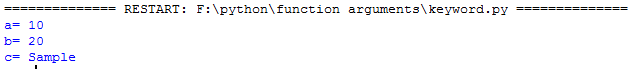 ============== RESTART: F:\python\function arguments\keyword.py ==============
a= 10
b= 20
c= Sample